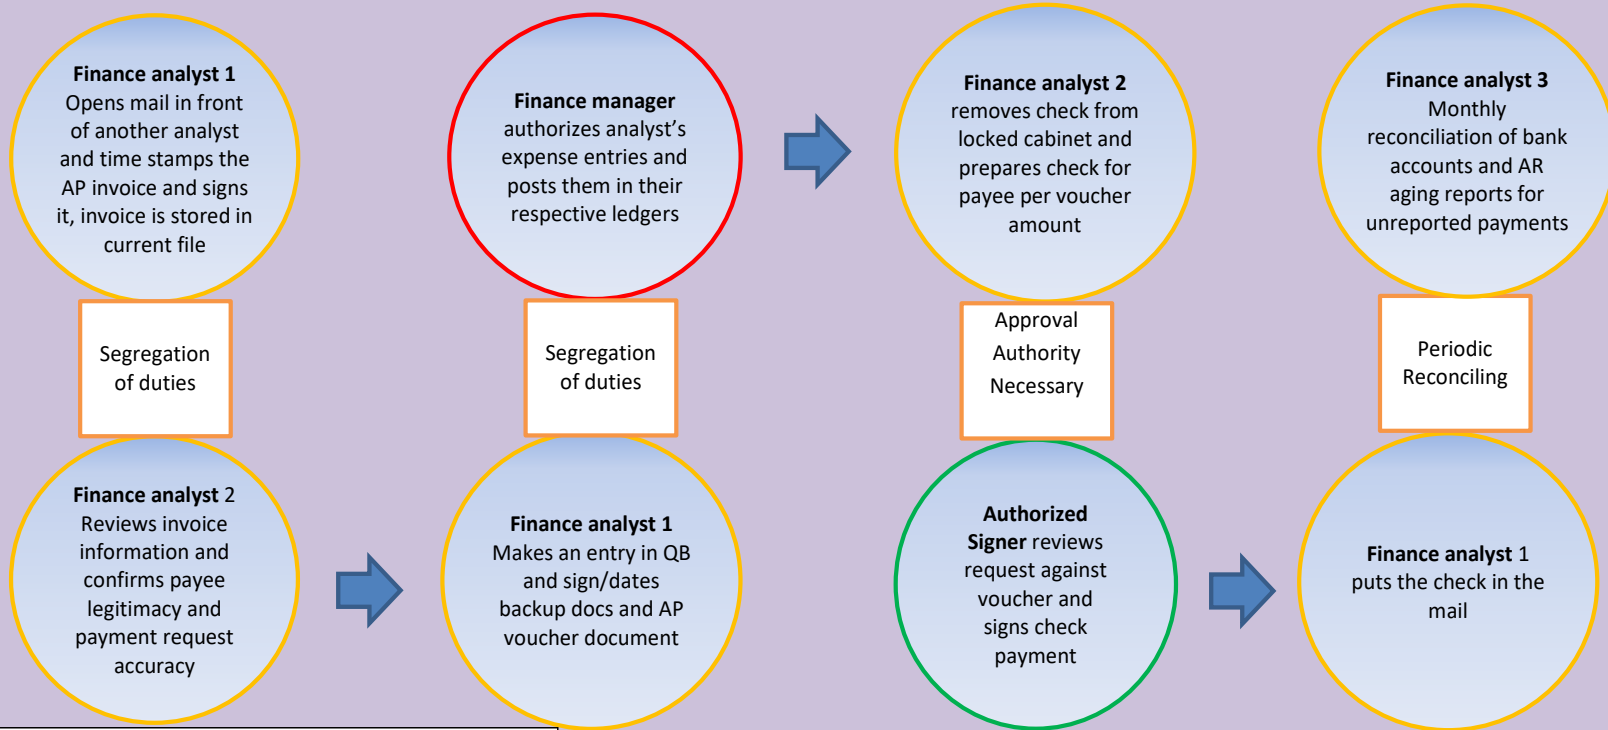 Finance analyst 1
Opens mail in front
of another analyst
and time stamps the
AP invoice and signs
it, invoice is stored in
current file
Segregation
of duties
Finance analyst 2
Reviews invoice
information and
confirms payee
legitimacy and
payment request
accuracy
Finance manager
authorizes analyst’s
expense entries and
posts them in their
respective ledgers
Segregation
of duties
Finance analyst 1
Makes an entry in QB
and sign/dates
backup docs and AP
voucher document
Finance analyst 2
removes check from
locked cabinet and
prepares check for
payee per voucher
amount
Approval
Authority
Necessary
Authorized
Signer reviews
request against
voucher and
signs check
payment
Finance analyst 3
Monthly
reconciliation of bank
accounts and AR
aging reports for
unreported payments
Periodic
Reconciling
Finance analyst 1
puts the check in the
mail